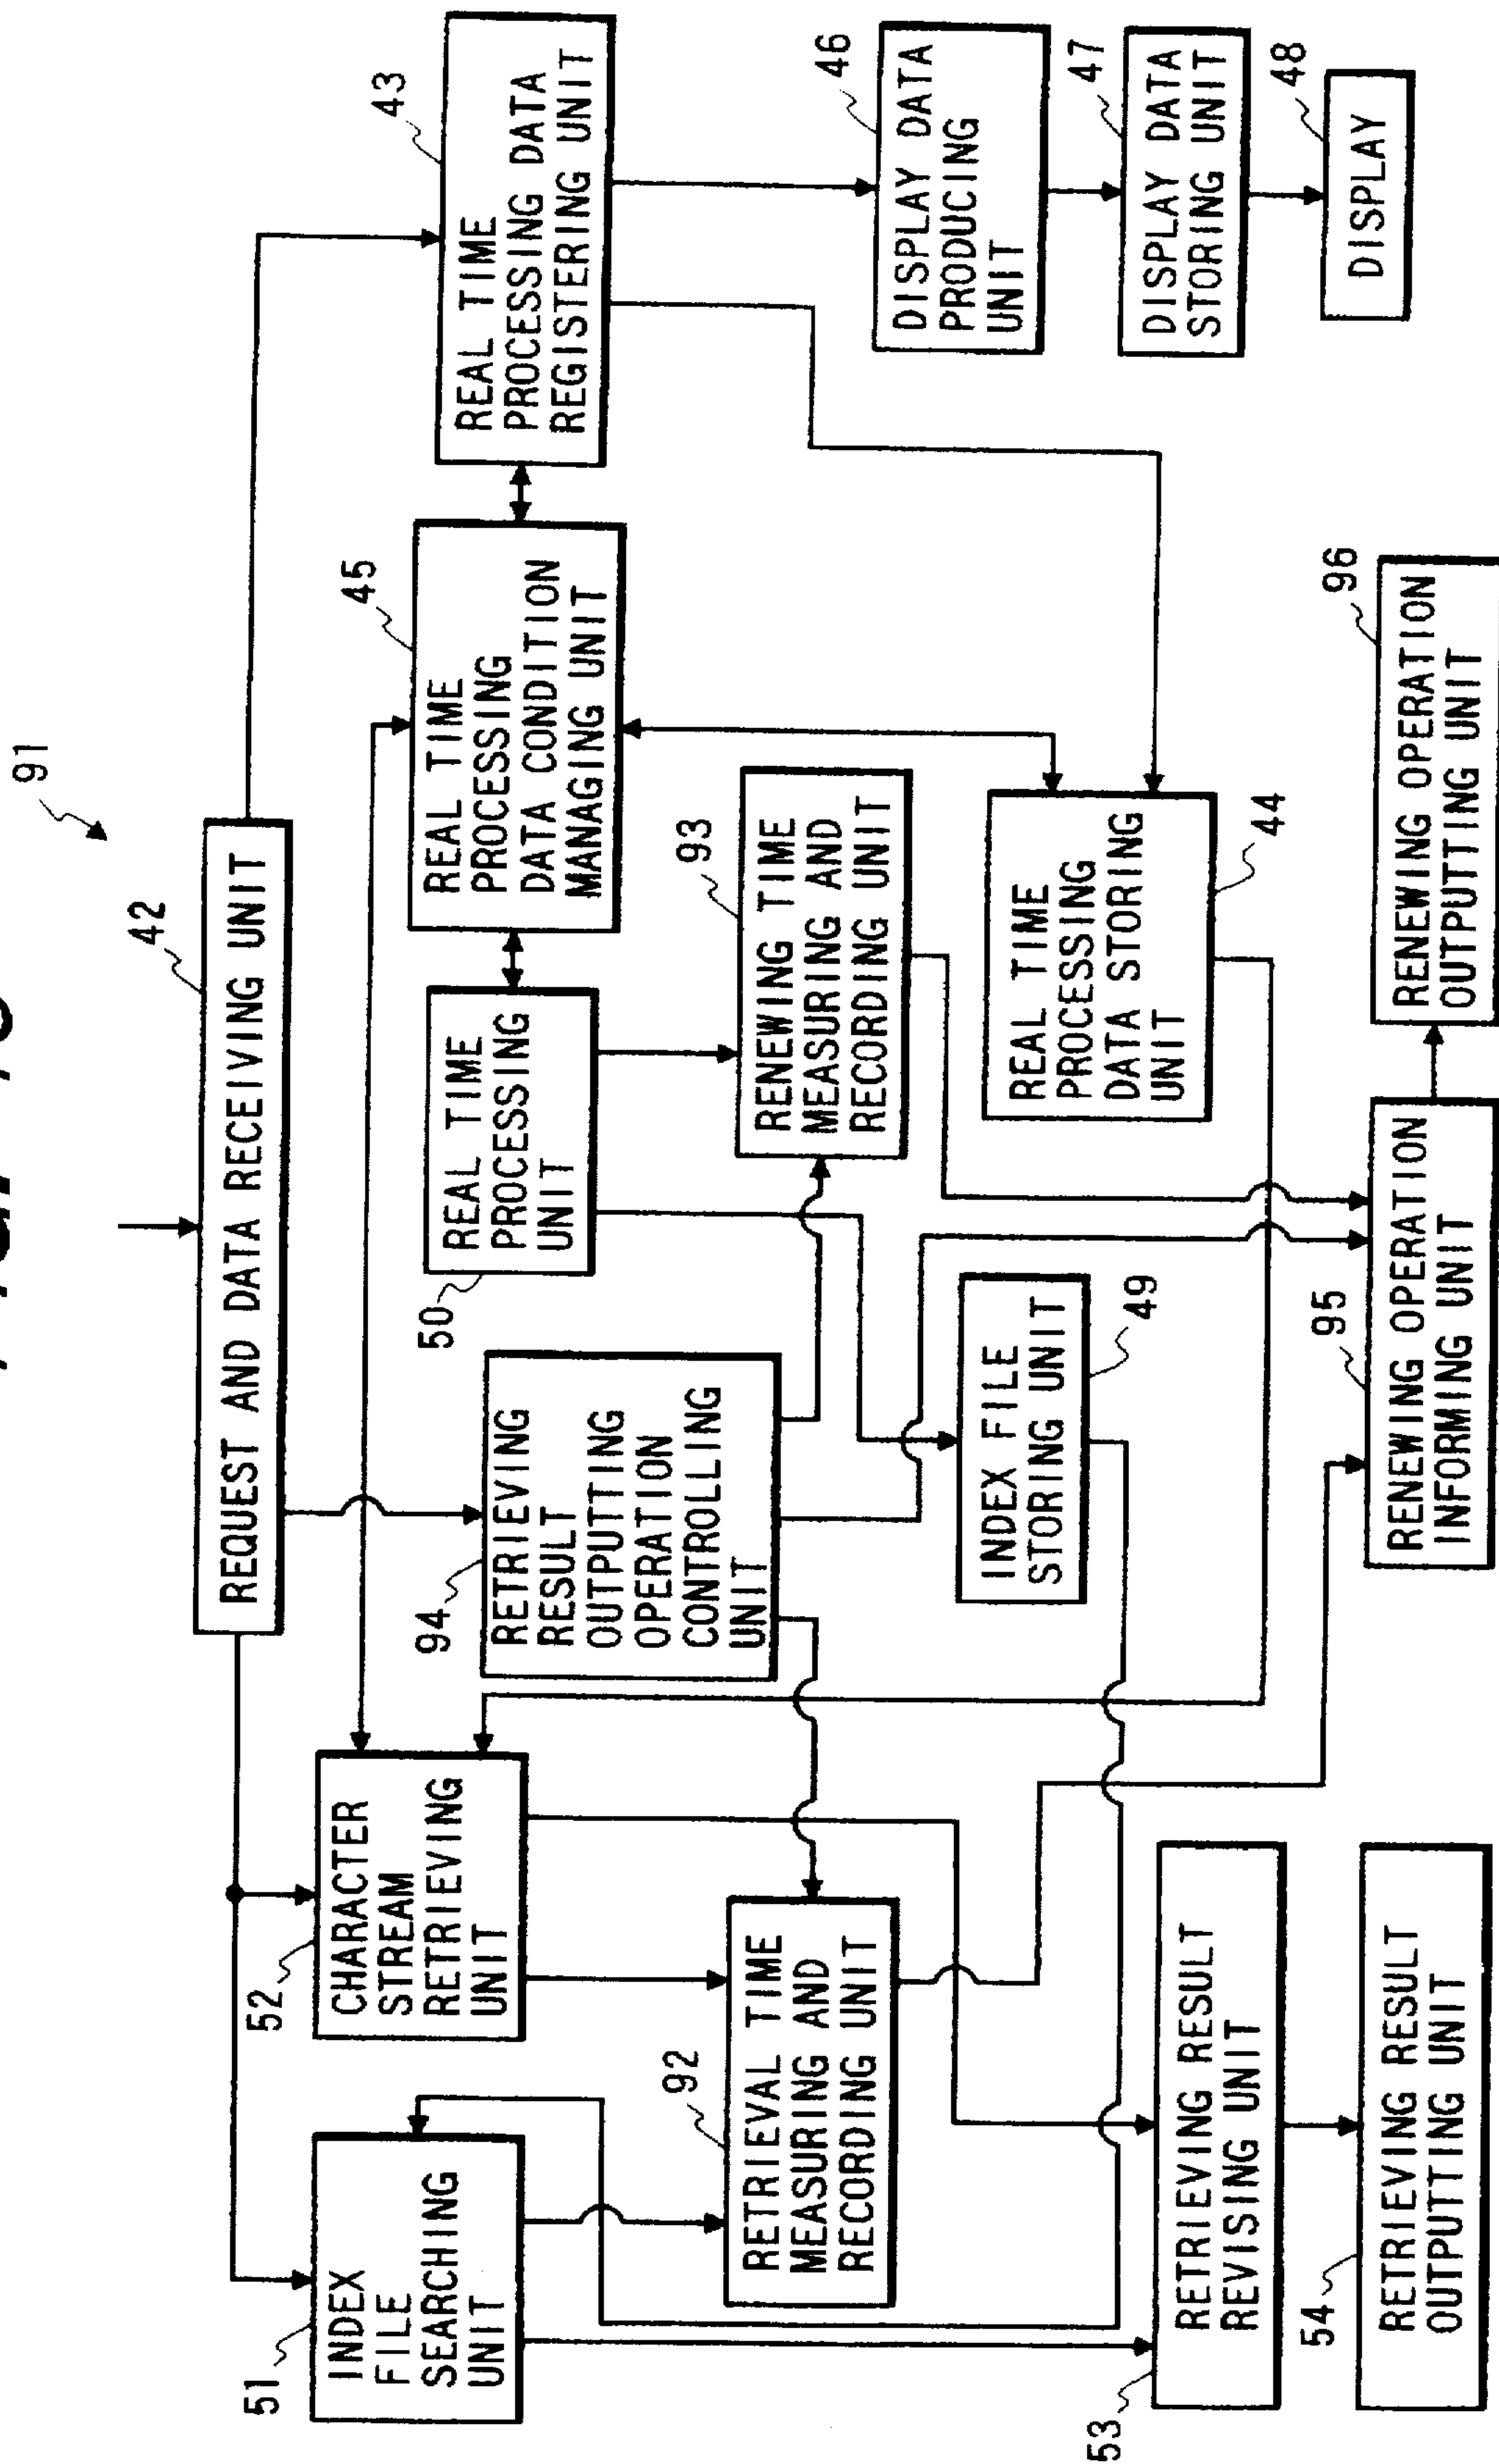 91
42
REQUEST AND DATA RECEIVING UNIT
51
INDEX
FILE
SEARCHING
UNIT
52
CHARACTER
STREAM
RETRIEVING
UNIT
94
RETRIEVING
RESULT
OUTPUTTING
OPERATION
CONTROLLING
UNIT
50
REAL TIME
PROCESSING
UNIT
45
REAL TIME
PROCESSING
DATA CONDITION
MANAGING UNIT
43
REAL TIME
PROCESSING DATA
REGISTERING UNIT
92
RETRIEVAL TIME
MEASURING AND
RECORDING UNIT
93
RENEWING TIME
MEASURING AND
RECORDING UNIT
46
DISPLAY DATA
PRODUCING
UNIT
49
INDEX FILE
STORING UNIT
44
REAL TIME
PROCESSING
DATA STORING
UNIT
47
DISPLAY DATA
STORING UNIT
48
DISPLAY
53
RETRIEVING RESULT
REVISING UNIT
54
RETRIEVING RESULT
OUTPUTTING UNIT
95
RENEWING OPERATION
INFORMING UNIT
96
RENEWING OPERATION
OUTPUTING UNIT